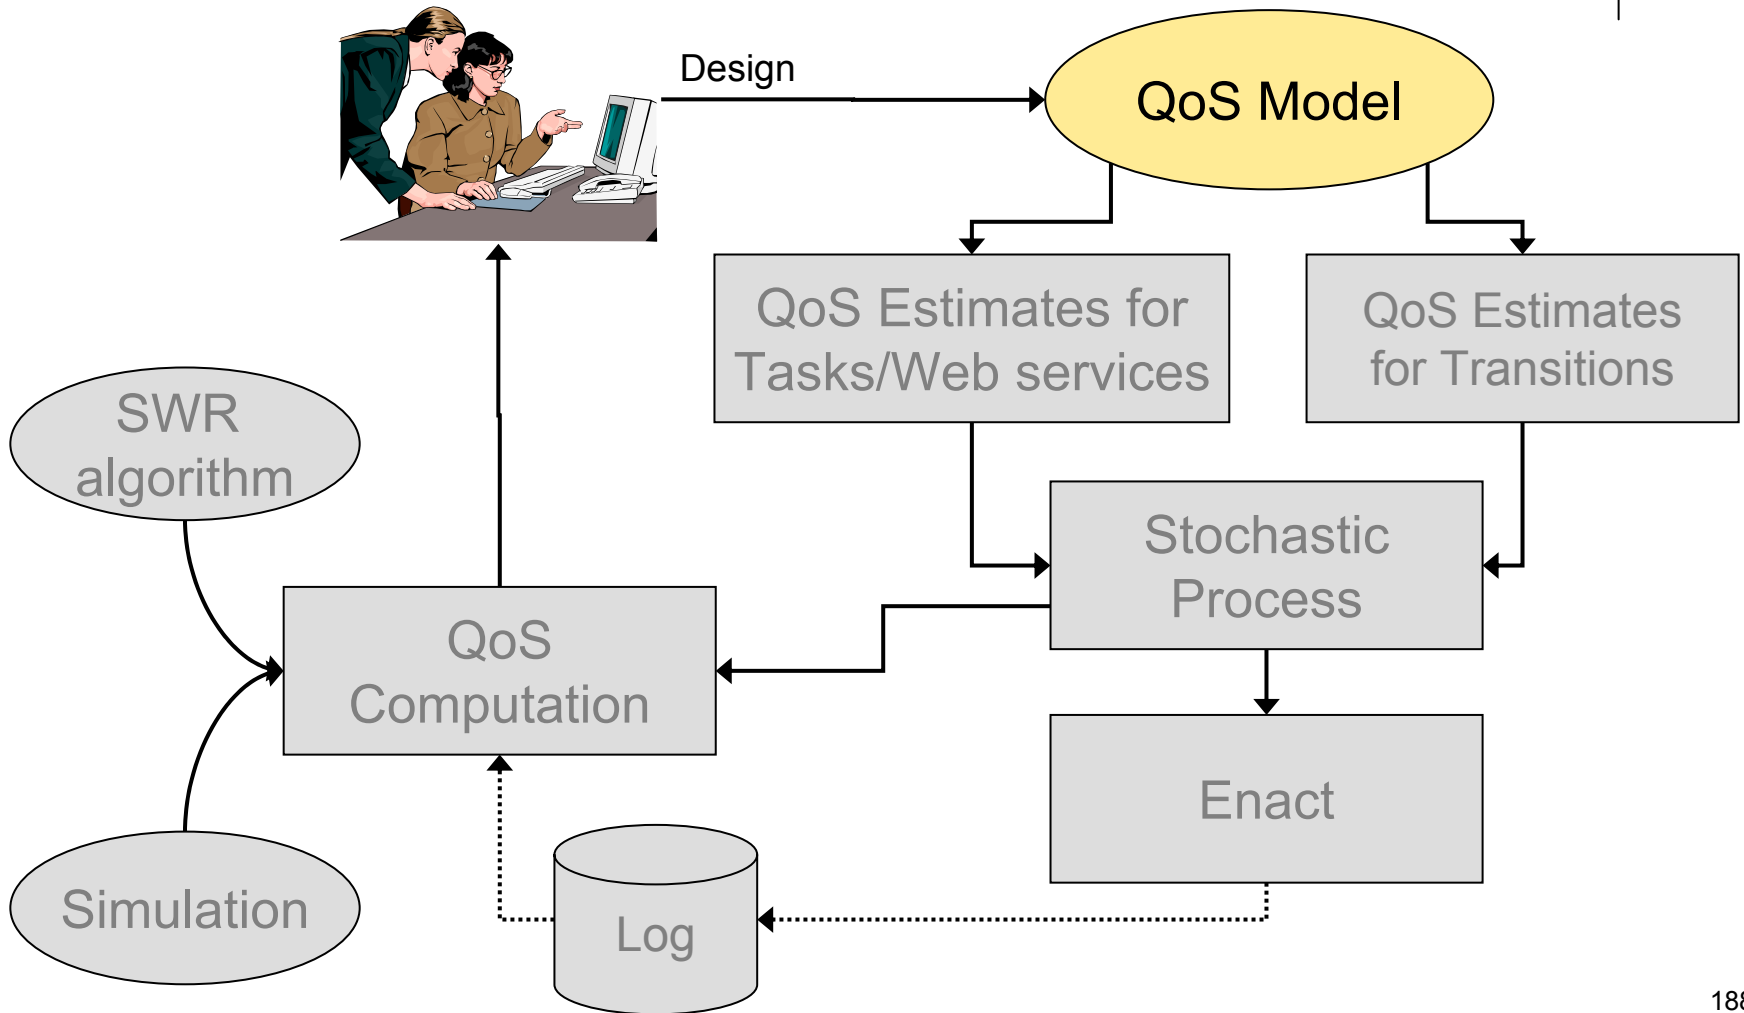 Design
QoS Model
QoS Estimates for
Tasks/Web services
QoS Estimates
for Transitions
SWR
algorithm
Stochastic
Process
QoS
Computation
Enact
Simulation
Log
188